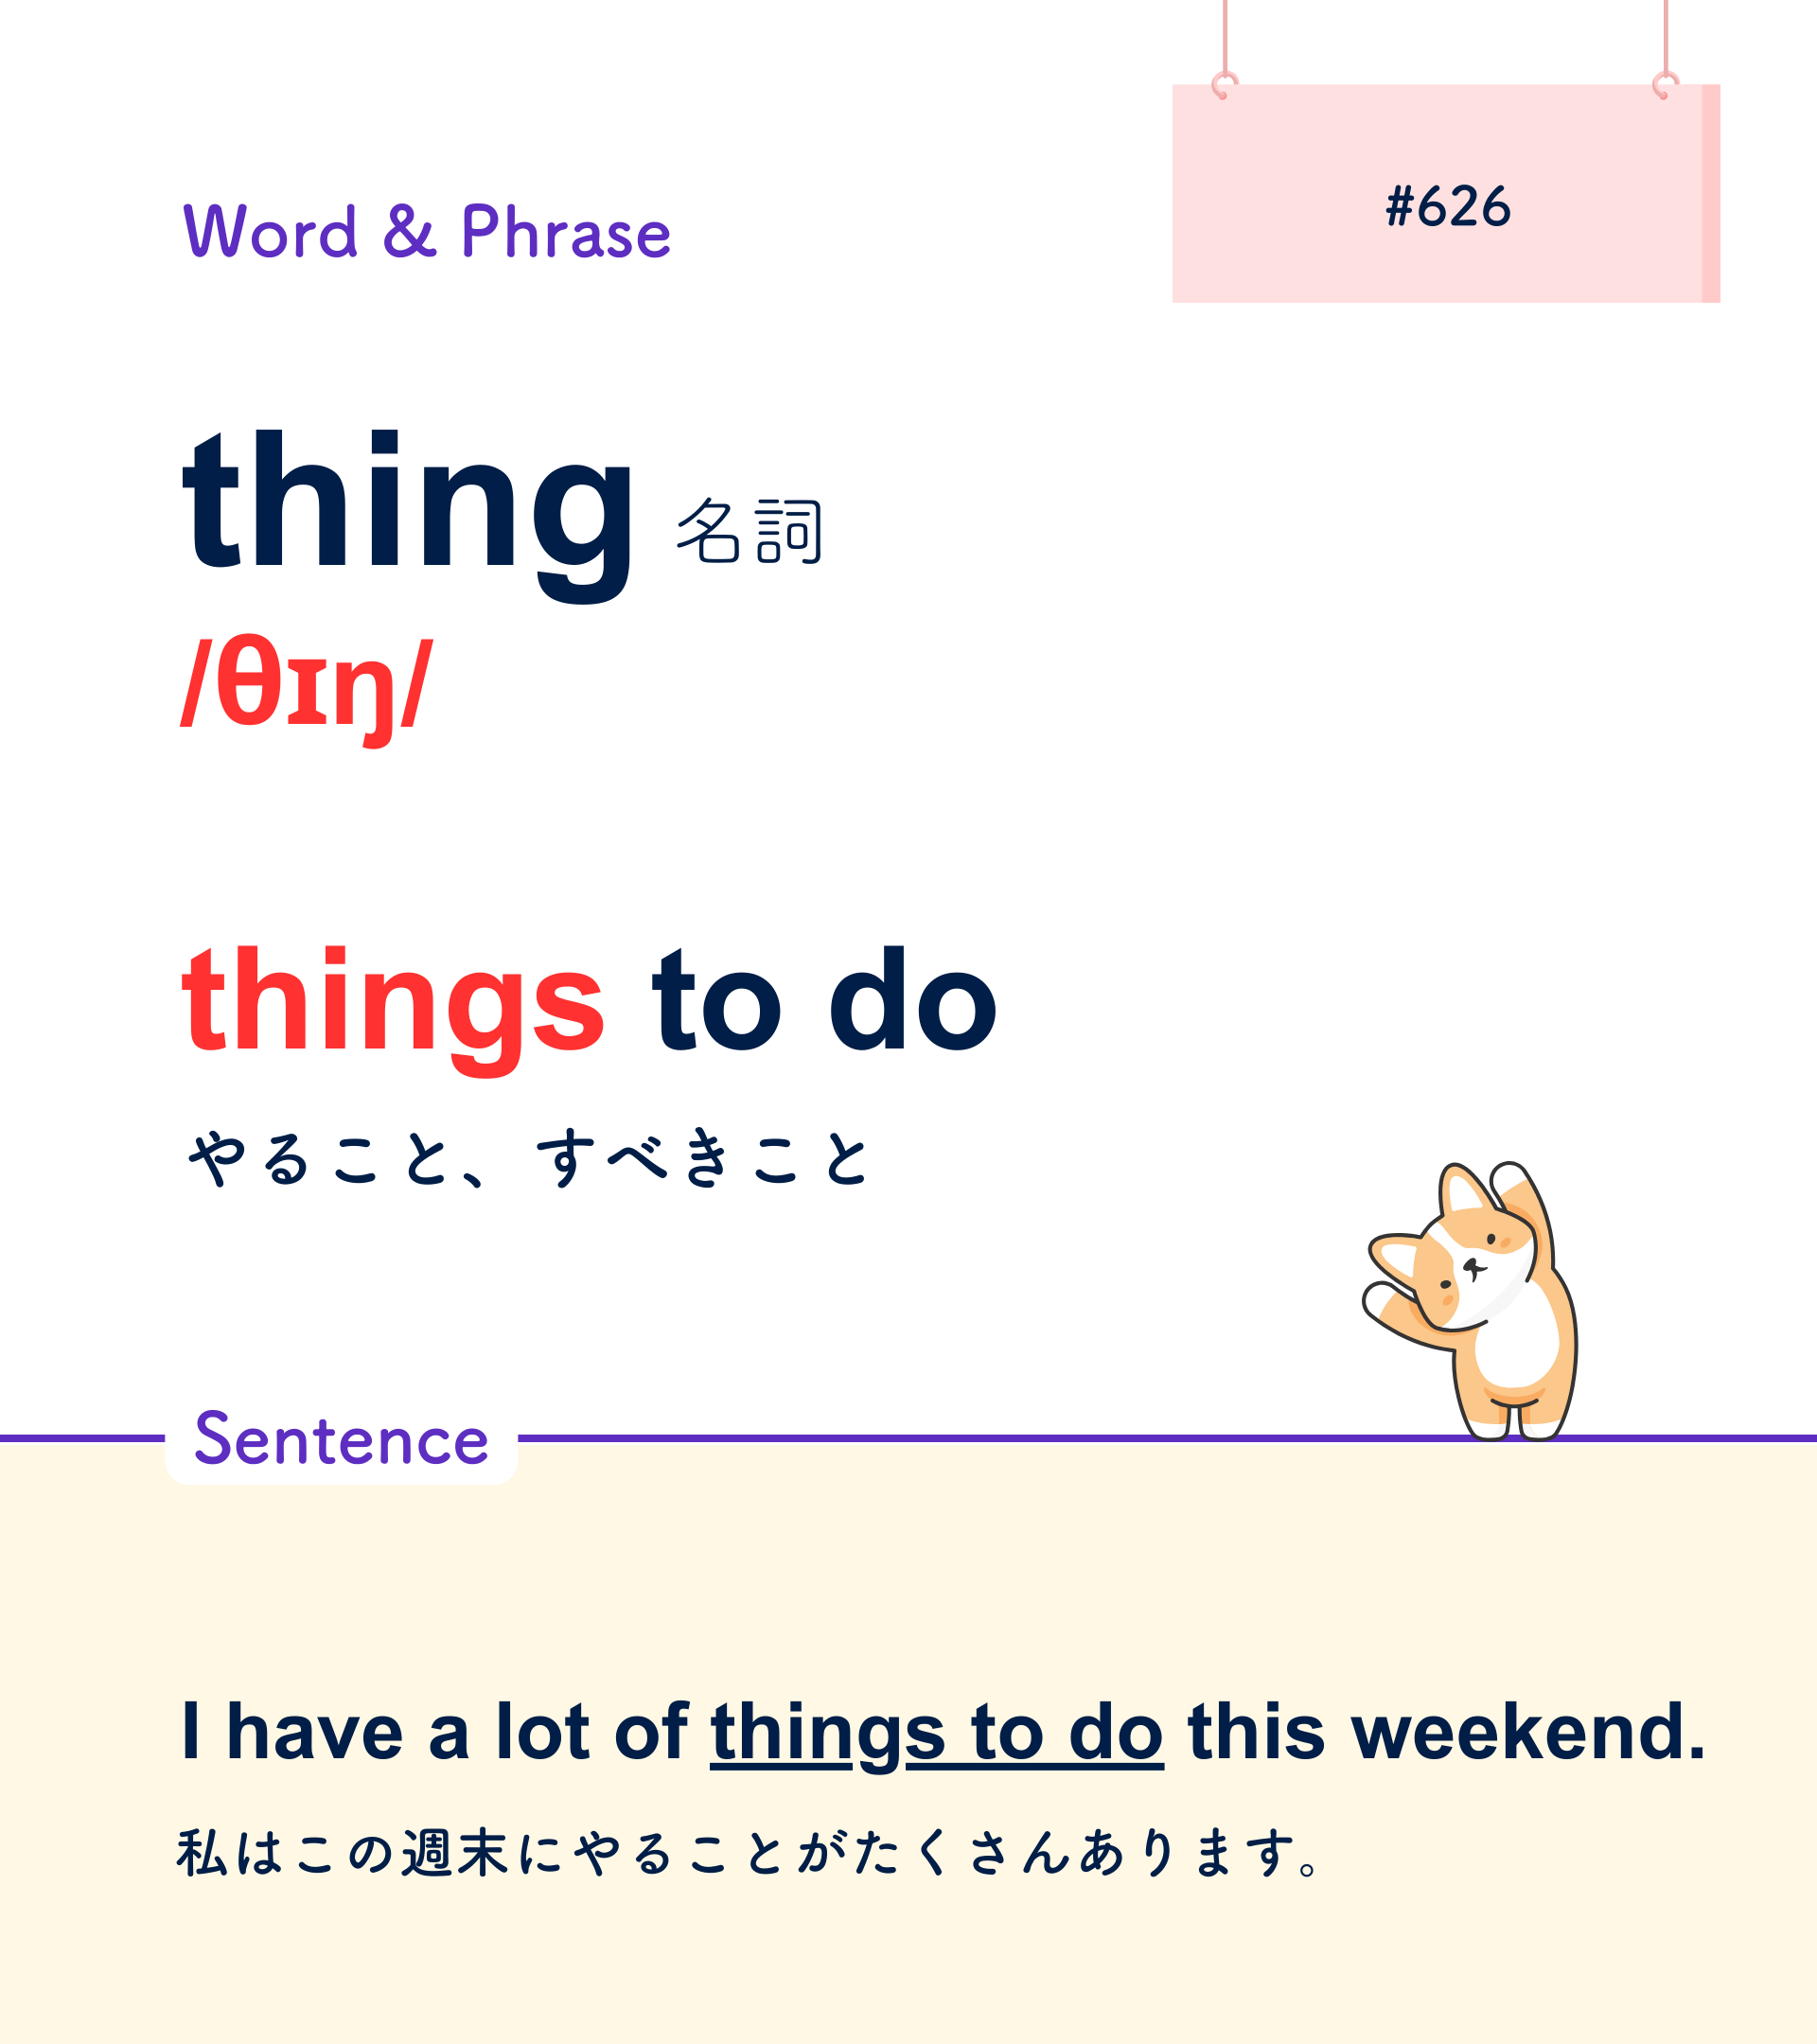 #626
Word & Phrase
thing 名詞
/θɪŋ/
things to do
やること、すべきこと
Sentence
I have a lot of things to do this weekend.
私はこの週末にやることがたくさんあります。